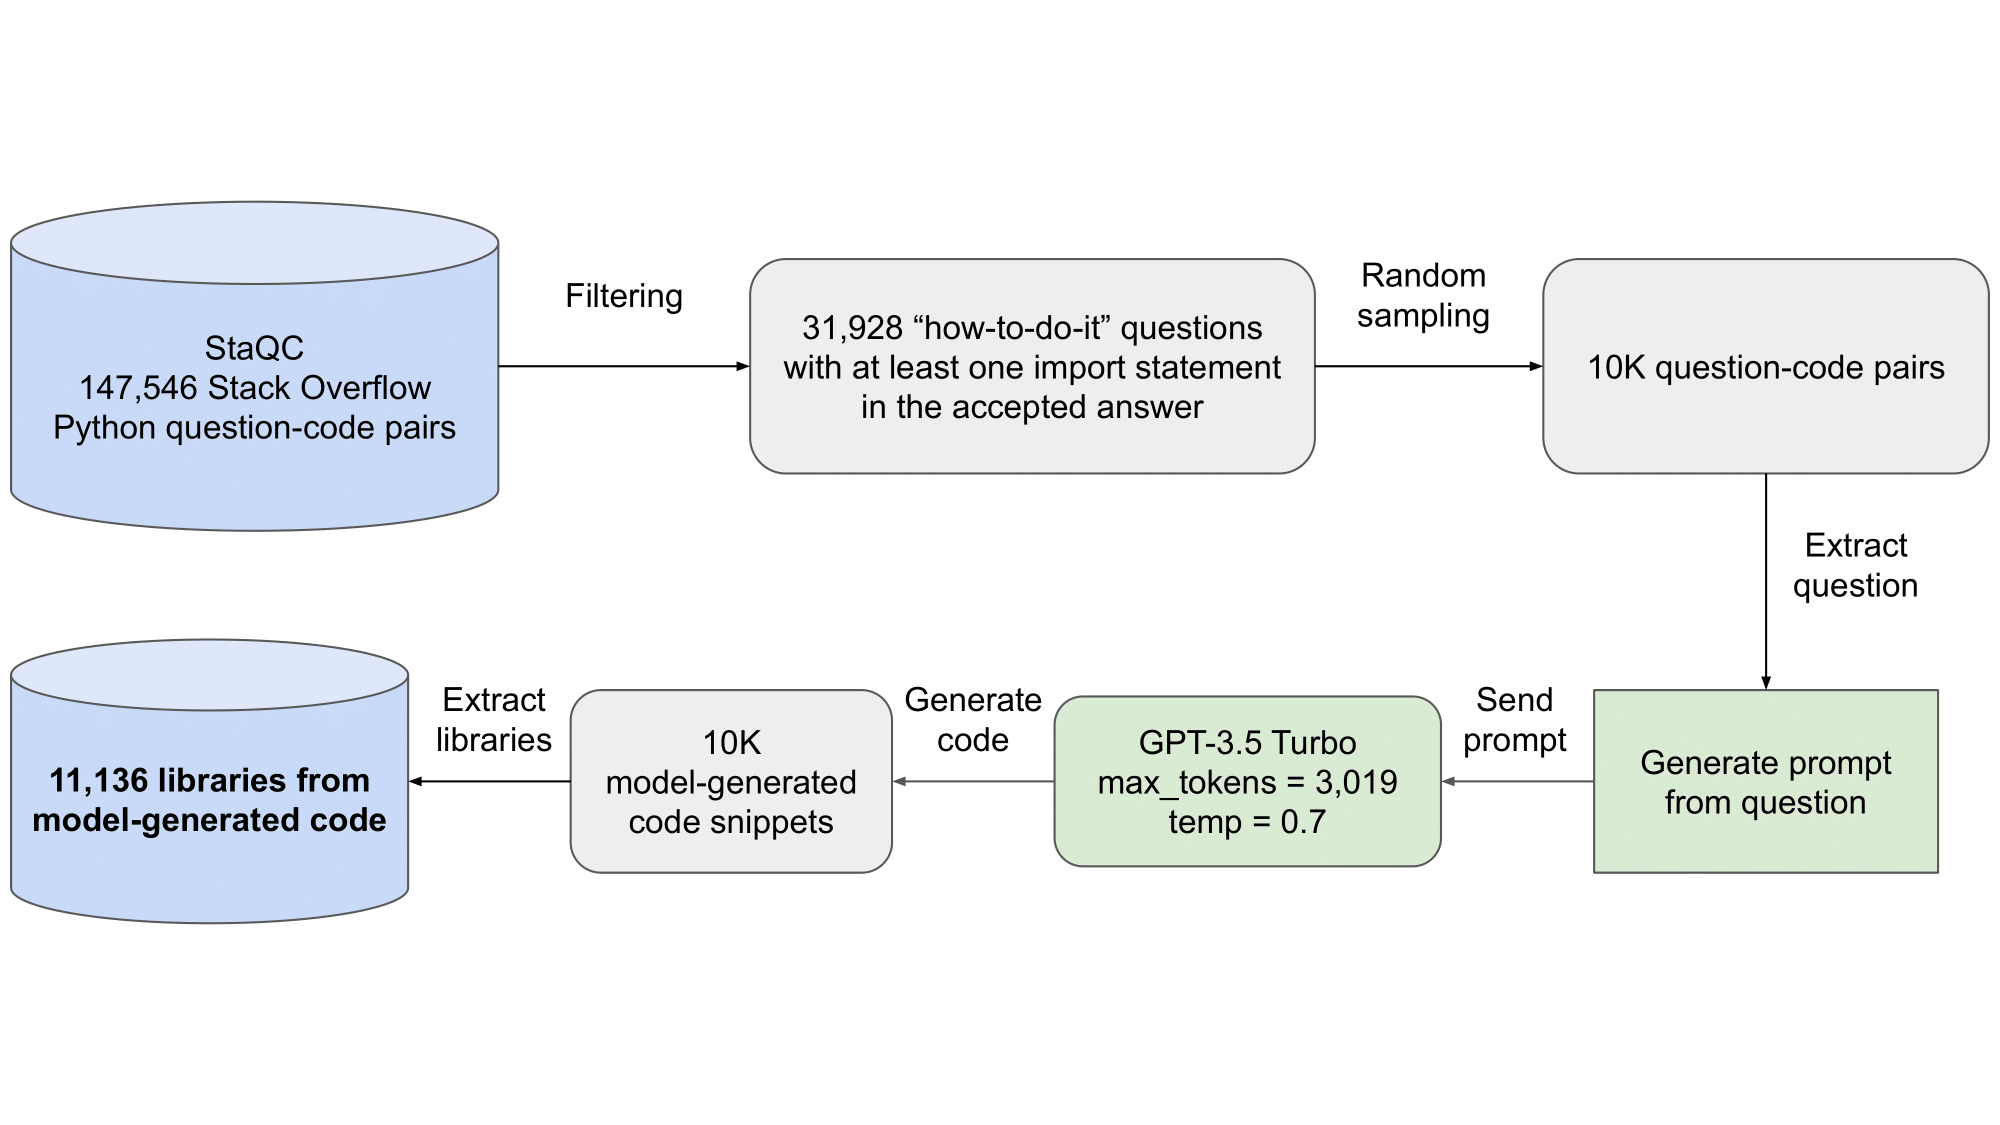 StaQC
147,546 Stack Overflow
Python question-code pairs
Filtering
31,928 “how-to-do-it” questions
with at least one import statement
in the accepted answer
Random
sampling
10K question-code pairs
Extract
question
Generate prompt
from question
Send
prompt
GPT-3.5 Turbo
max_tokens = 3,019
temp = 0.7
Generate
code
10K
model-generated
code snippets
Extract
libraries
11,136 libraries from
model-generated code